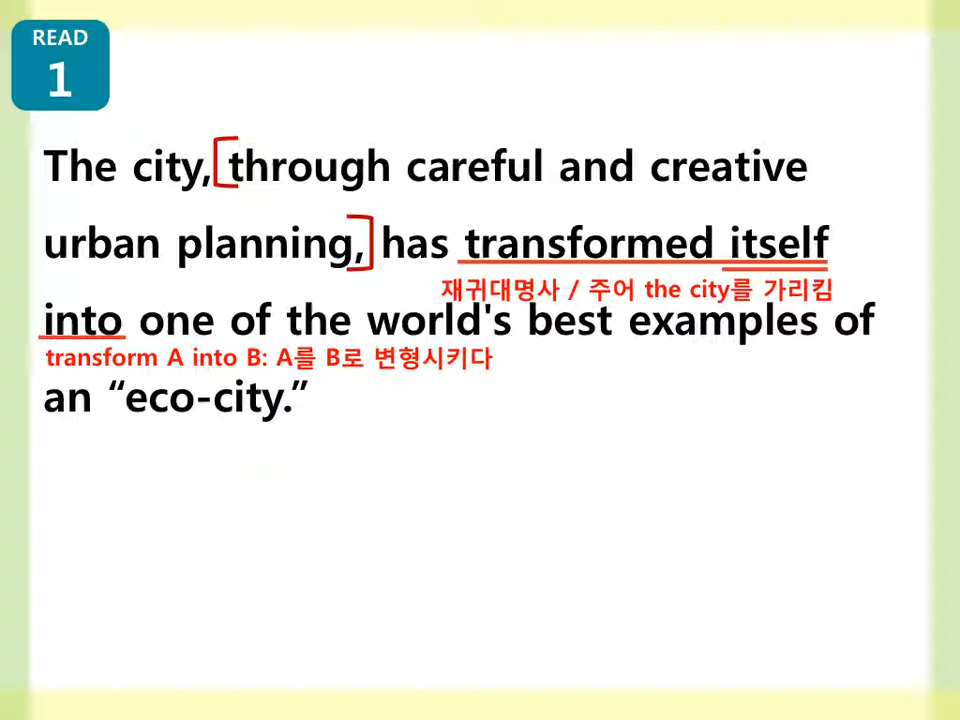 READ
1
The city, through careful and creative
urban planning, has transformed itself
재귀대명사 / 주어 the city를 가리킴
into one of the world's best examples of
transform A into B: A를 B로 변형시키다
an “eco-city.”